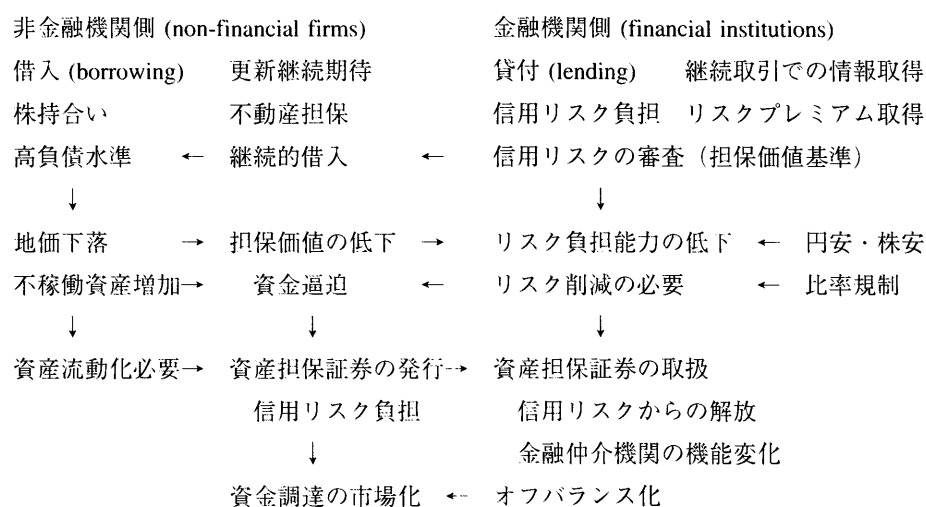 非金融機関側 (non-financial firms) 金融機関側 (financial institutions)
借入 (borrowing) 更新継続期待 貸付 (lending) 継続取引での情報取得
株持合い 不動産担保 信用リスク負担 リスクプレミアム取得
高負債水準 ← 継続的借入 ← 信用リスクの審査（担保価値基準）
↓ ↓
地価下落 → 担保価値の低下 → リスク負担能力の低下 ← 円安・株安
不稼働資産増加→ 資金逼迫 ← リスク削減の必要 ← 比率規制
↓ ↓ ↓
資産流動化必要→ 資産担保証券の発行→ 資産担保証券の取扱
信用リスク負担 信用リスクからの解放
↓ 金融仲介機関の機能変化
資金調達の市場化 ← オフバランス化